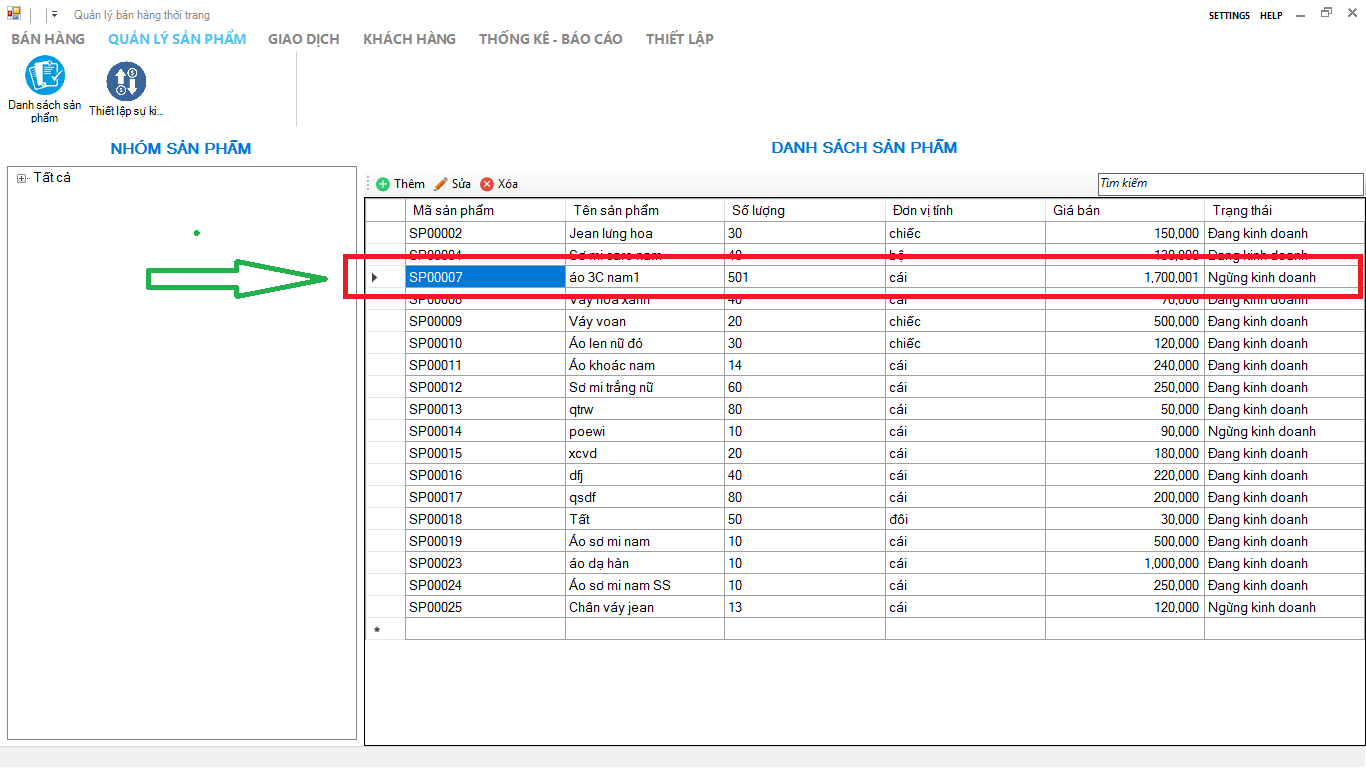 Quản lý bán hàng thời trang
SETTINGS HELP
BÁN HÀNG QUẢN LÝ SẢN PHẨM GIAO DỊCH KHÁCH HÀNG THỐNG KÊ - BÁO CÁO THIẾT LẬP
Danh sách sản
phẩm
Thiết lập sự ki...
NHÓM SẢN PHẨM
DANH SÁCH SẢN PHẨM
Tất cả
Thêm Sửa Xóa
Tìm kiếm
Mã sản phẩm Tên sản phẩm Số lượng Đơn vị tính Giá bán Trạng thái
SP00002 Jean lưng hoa 30 chiếc 150,000 Đang kinh doanh
SP00004 Sơ mi caro nam 40 bộ 130,000 Đang kinh doanh
SP00007 áo 3C nam1 501 cái 1,700,001 Ngừng kinh doanh
SP00008 Váy hoa xanh 40 cái 70,000 Đang kinh doanh
SP00009 Váy voan 20 chiếc 500,000 Đang kinh doanh
SP00010 Áo len nữ đỏ 30 chiếc 120,000 Đang kinh doanh
SP00011 Áo khoác nam 14 cái 240,000 Đang kinh doanh
SP00012 Sơ mi trắng nữ 60 cái 250,000 Đang kinh doanh
SP00013 qtrw 80 cái 50,000 Đang kinh doanh
SP00014 poewi 10 cái 90,000 Ngừng kinh doanh
SP00015 xcvd 20 cái 180,000 Đang kinh doanh
SP00016 dfj 40 cái 220,000 Đang kinh doanh
SP00017 qsdf 80 cái 200,000 Đang kinh doanh
SP00018 Tất 50 đôi 30,000 Đang kinh doanh
SP00019 Áo sơ mi nam 10 cái 500,000 Đang kinh doanh
SP00023 áo dạ hàn 10 cái 1,000,000 Đang kinh doanh
SP00024 Áo sơ mi nam SS 10 cái 250,000 Đang kinh doanh
SP00025 Chân váy jean 13 cái 120,000 Ngừng kinh doanh